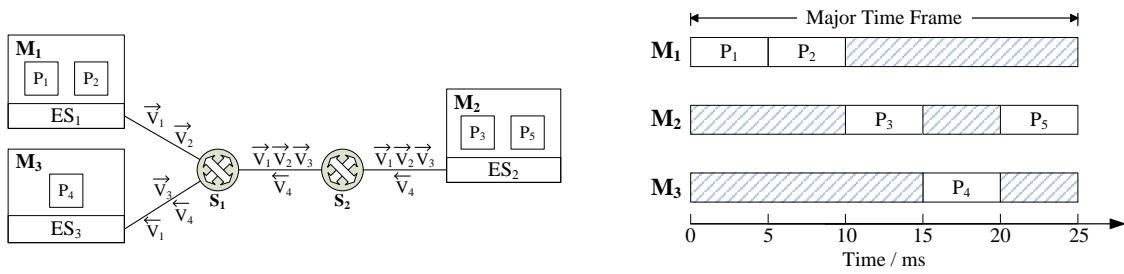 M1
P1 P2
ES1
→V1
→V2
M3
P4
ES3
→V3
←V4
←V1
S1
→V1 →V2 →V3
←V4
S2
→V1 →V2 →V3
←V4
M2
P3 P5
ES2
Major Time Frame
M1 P1 P2
M2 P3 P5
M3 P4
0 5 10 15 20 25
Time / ms